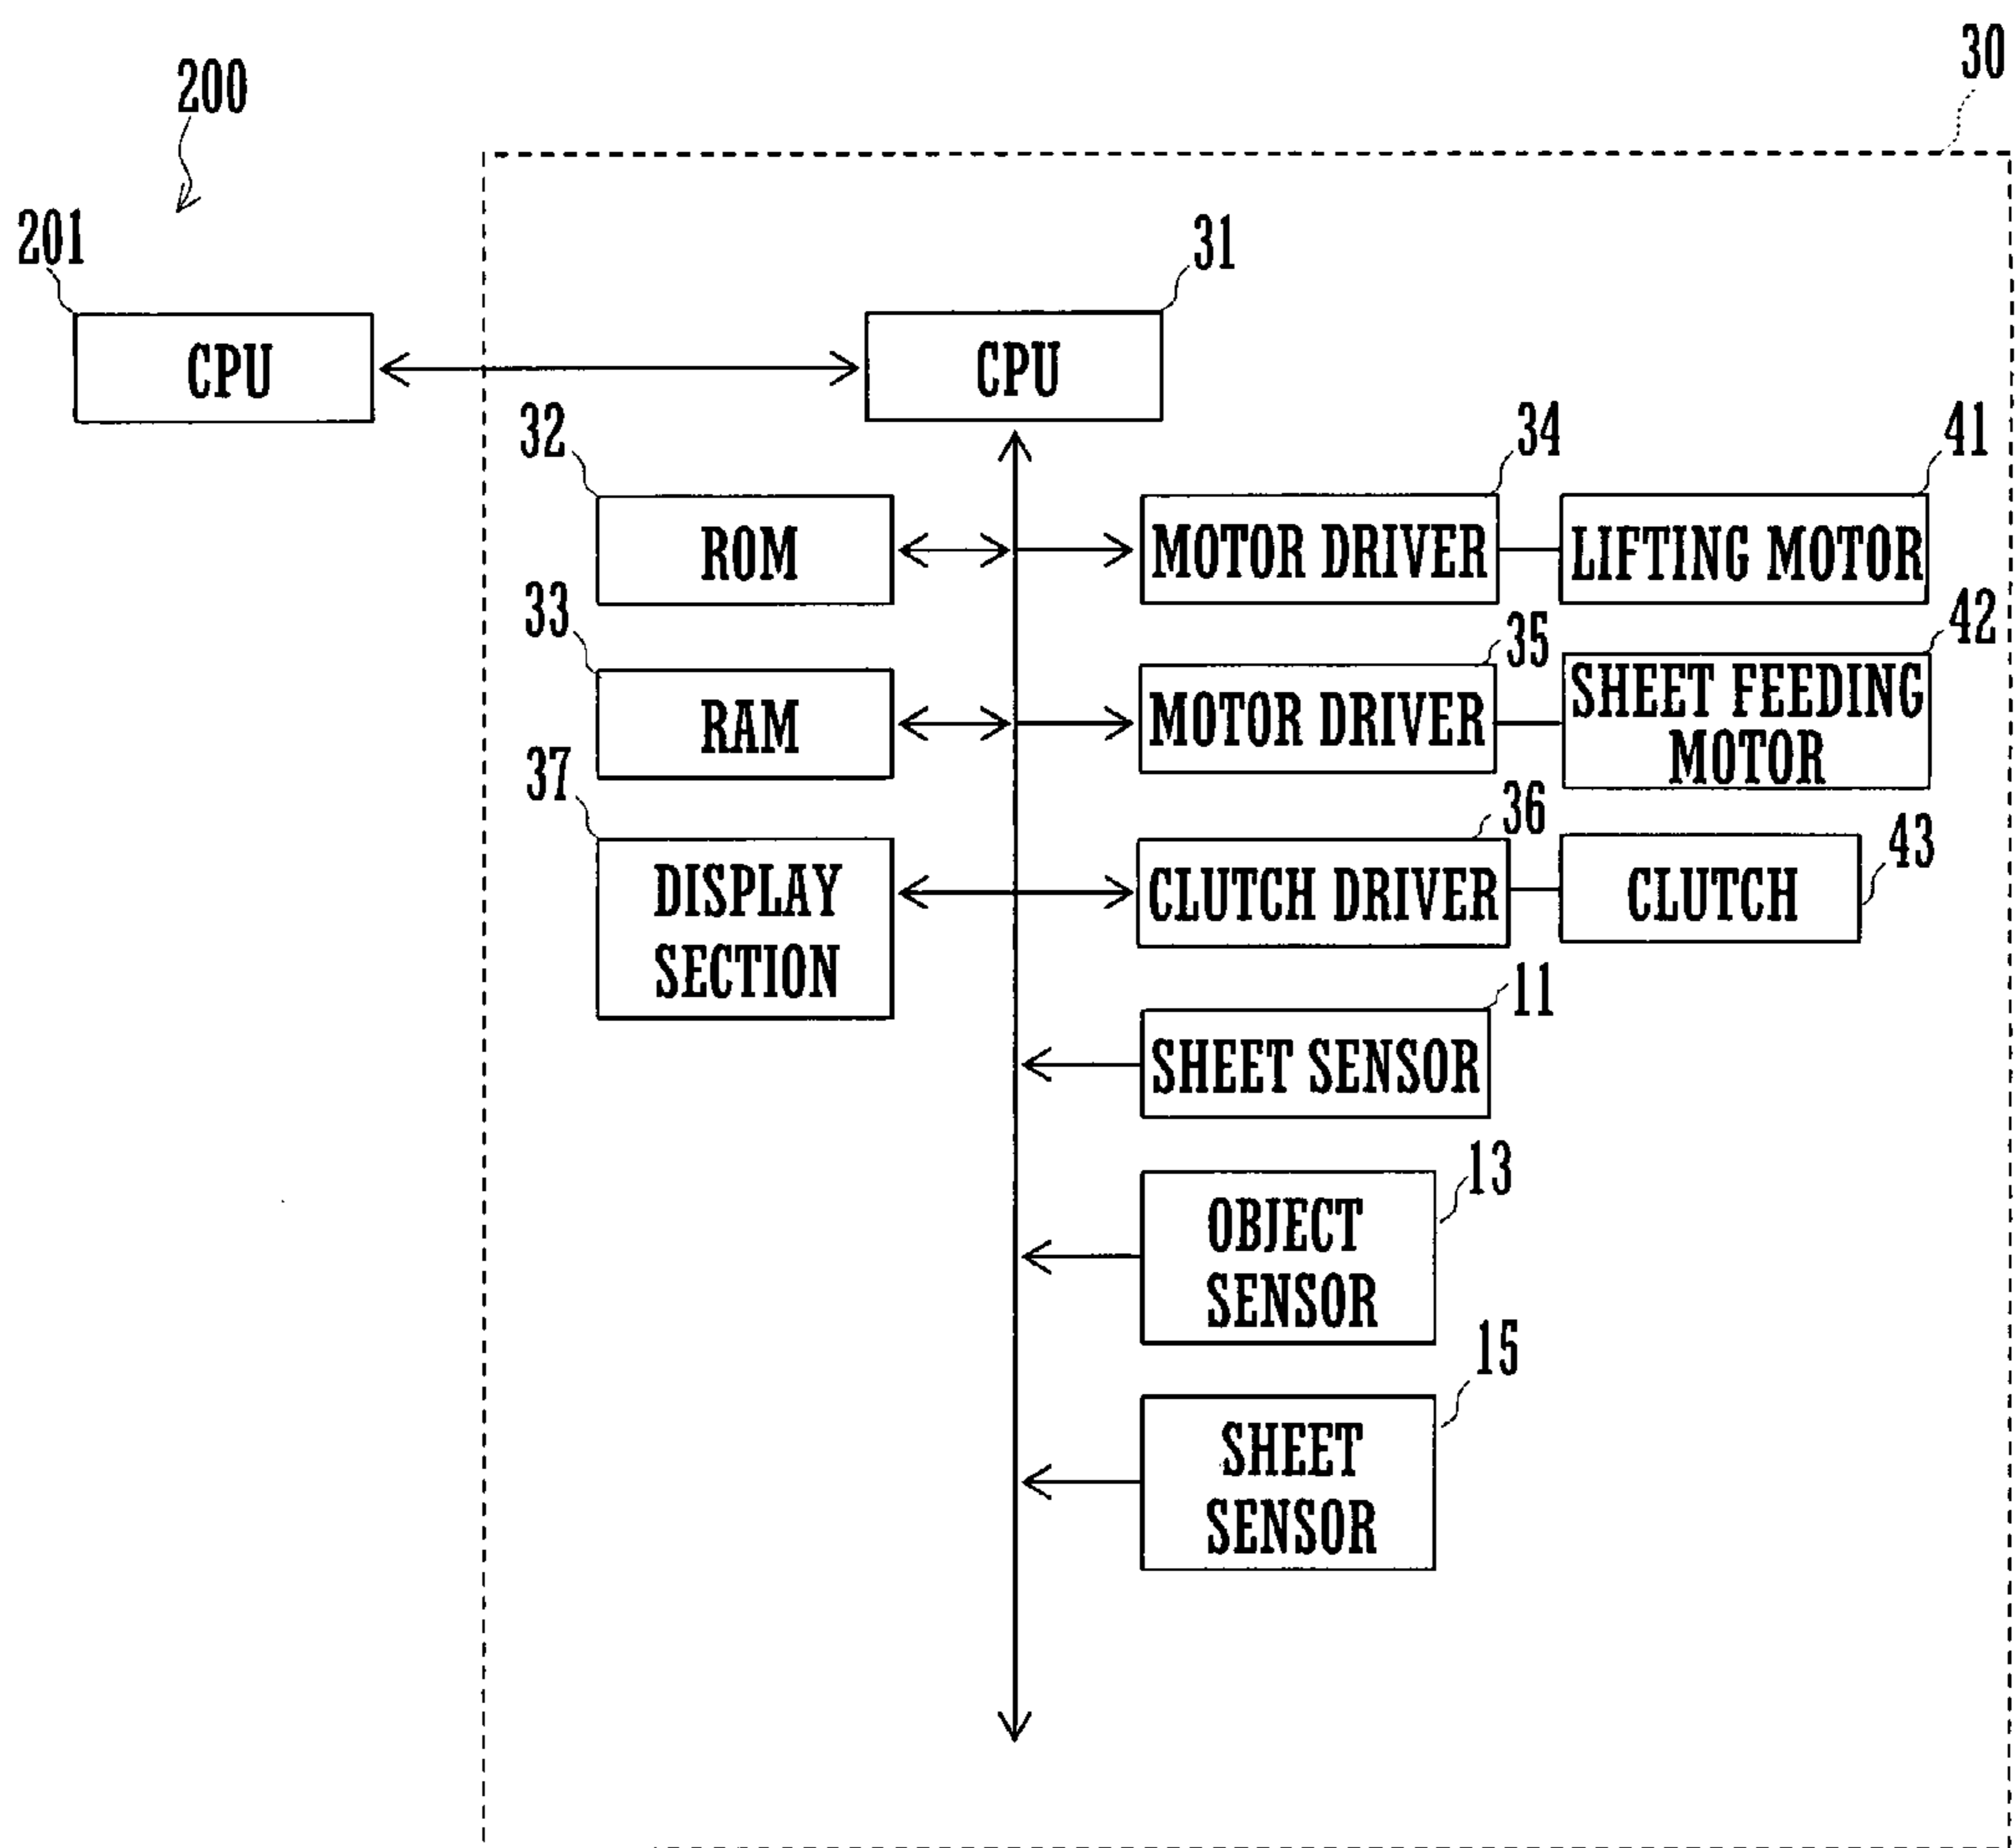 30
200
201
31
CPU
CPU
32
34
41
ROM
MOTOR DRIVER
LIFTING MOTOR
33
35
42
RAM
MOTOR DRIVER
SHEET FEEDING
MOTOR
37
36
43
DISPLAY
SECTION
CLUTCH DRIVER
CLUTCH
11
SHEET SENSOR
13
OBJECT
SENSOR
15
SHEET
SENSOR